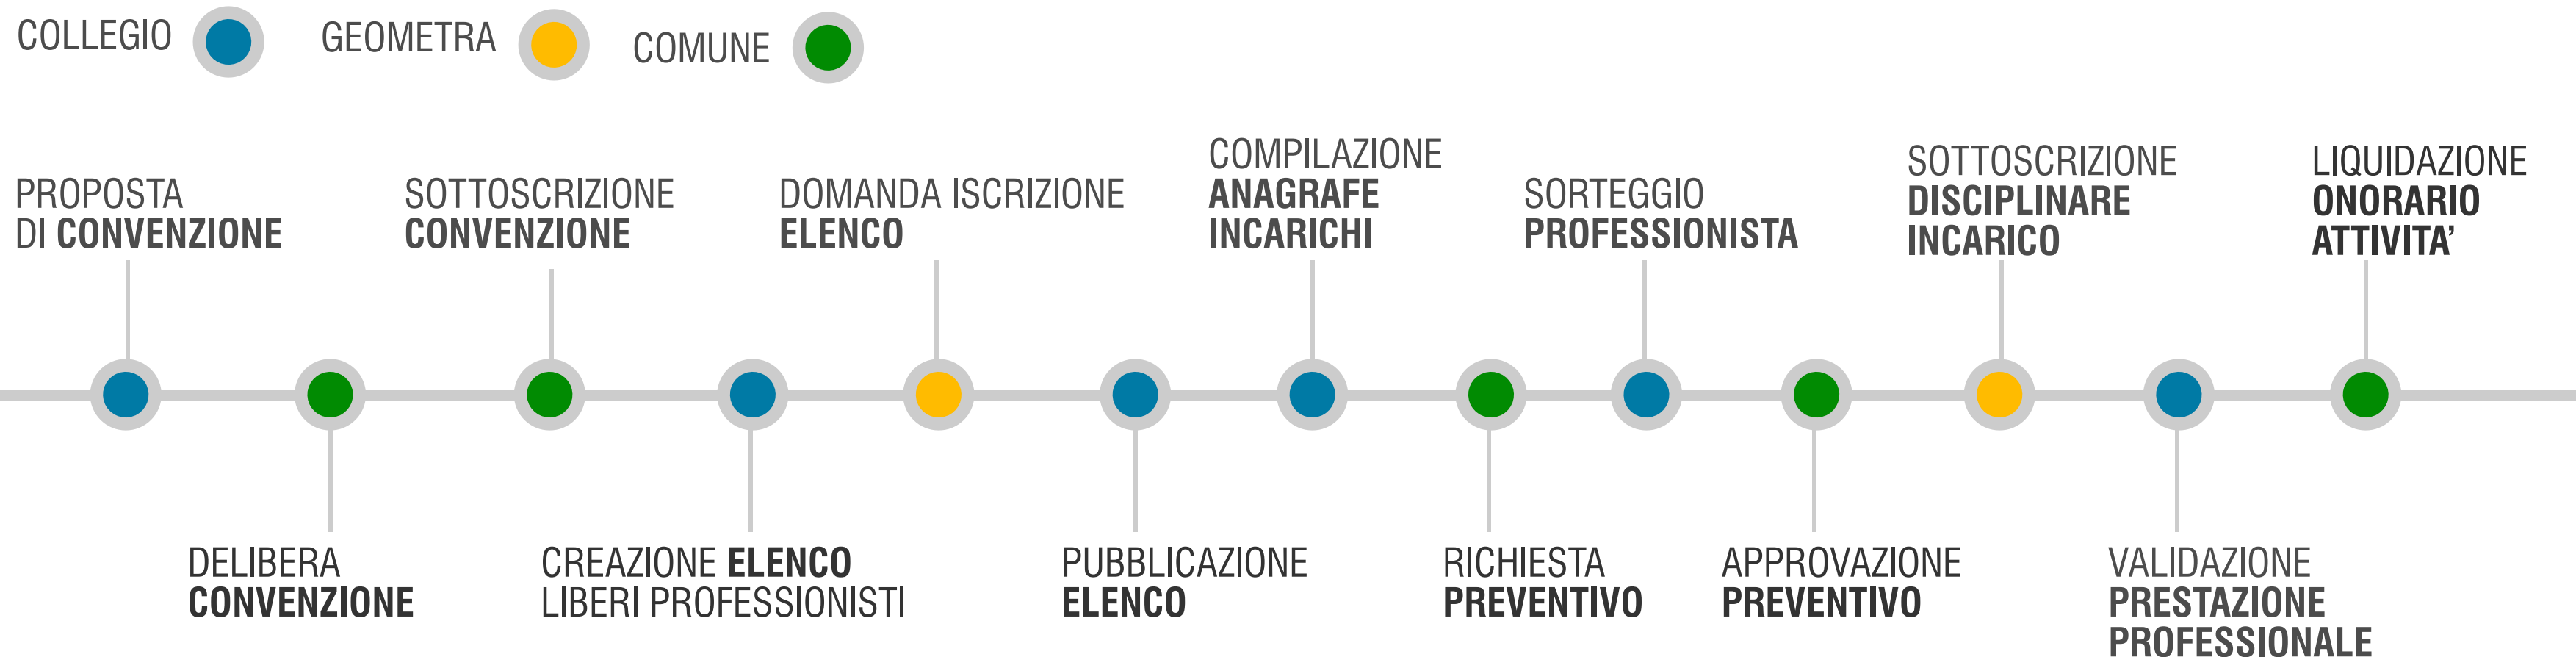 COLLEGIO
GEOMETRA
COMUNE
PROPOSTA
DI CONVENZIONE
DELIBERA
CONVENZIONE
SOTTOSCRIZIONE
CONVENZIONE
CREAZIONE ELENCO
LIBERI PROFESSIONISTI
DOMANDA ISCRIZIONE
ELENCO
PUBBLICAZIONE
ELENCO
COMPILAZIONE
ANAGRAFE
INCARICHI
RICHIESTA
PREVENTIVO
SORTEGGIO
PROFESSIONISTA
APPROVAZIONE
PREVENTIVO
SOTTOSCRIZIONE
DISCIPLINARE
INCARICO
VALIDAZIONE
PRESTAZIONE
PROFESSIONALE
LIQUIDAZIONE
ONORARIO
ATTIVITA’